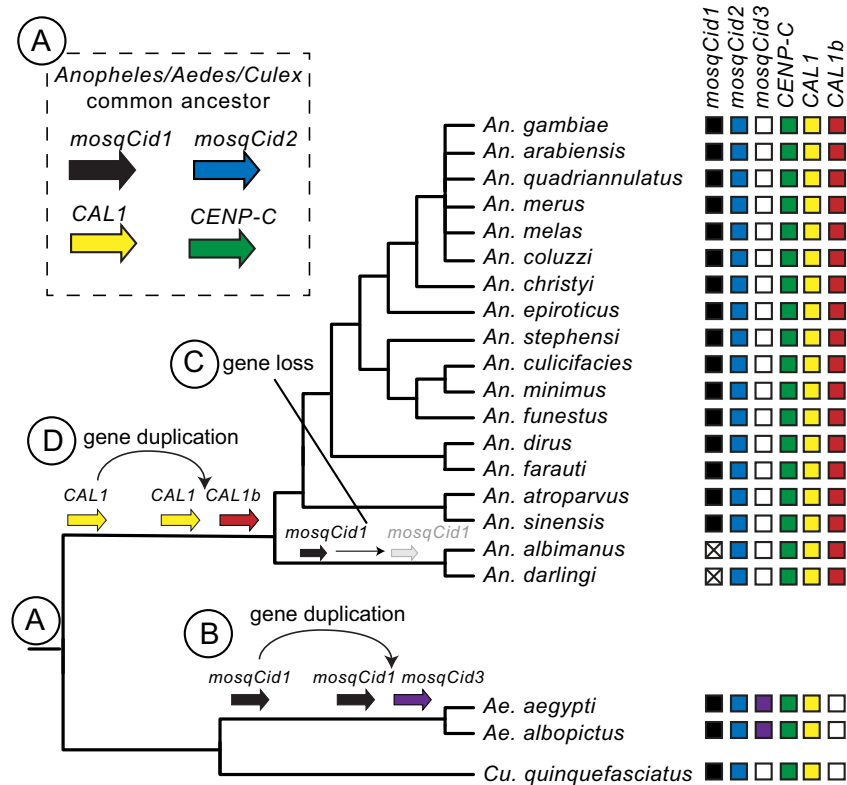 A
Anopheles/Aedes/Culex
common ancestor
mosqCid1 mosqCid2
CAL1 CENP-C
mosqCid1
mosqCid2
mosqCid3
CENP-C
CAL1
CAL1b
An. gambiae
An. arabiensis
An. quadriannulatus
An. merus
An. melas
An. coluzzi
An. christyi
An. epiroticus
An. stephensi
An. culicifacies
An. minimus
An. funestus
An. dirus
An. farauti
An. atroparvus
An. sinensis
An. albimanus
An. darlingi
C gene loss
D gene duplication
CAL1 CAL1 CAL1b
mosqCid1 mosqCid1
A
B gene duplication
mosqCid1 mosqCid1 mosqCid3
Ae. aegypti
Ae. albopictus
Cu. quinquefasciatus